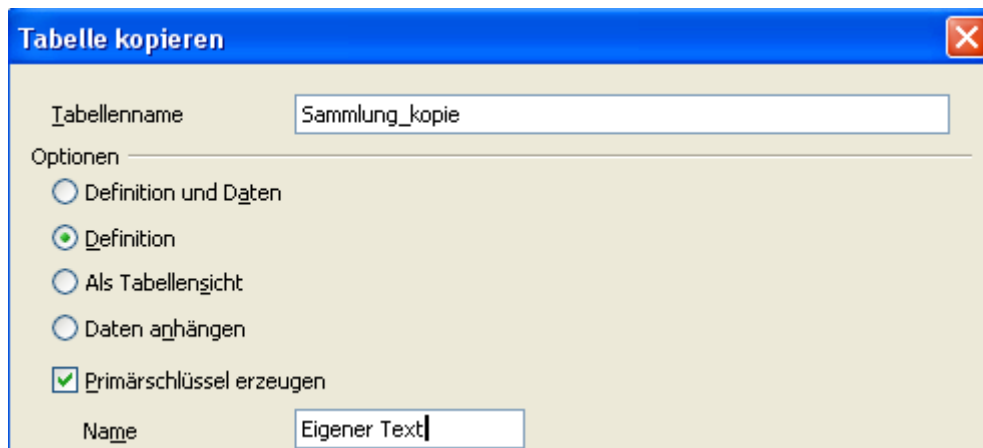 Tabelle kopieren
Tabellenname Sammlung_kopie
Optionen
Definition und Daten
Definition
Als Tabellensicht
Daten anhängen
Primärschlüssel erzeugen
Name Eigener Text